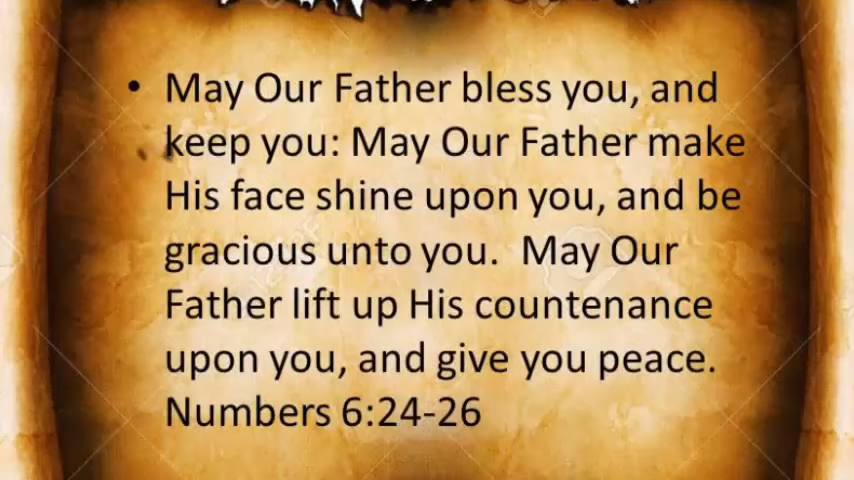 • May Our Father bless you, and
keep you: May Our Father make
His face shine upon you, and be
gracious unto you.  May Our
Father lift up His countenance
upon you, and give you peace.
Numbers 6:24-26